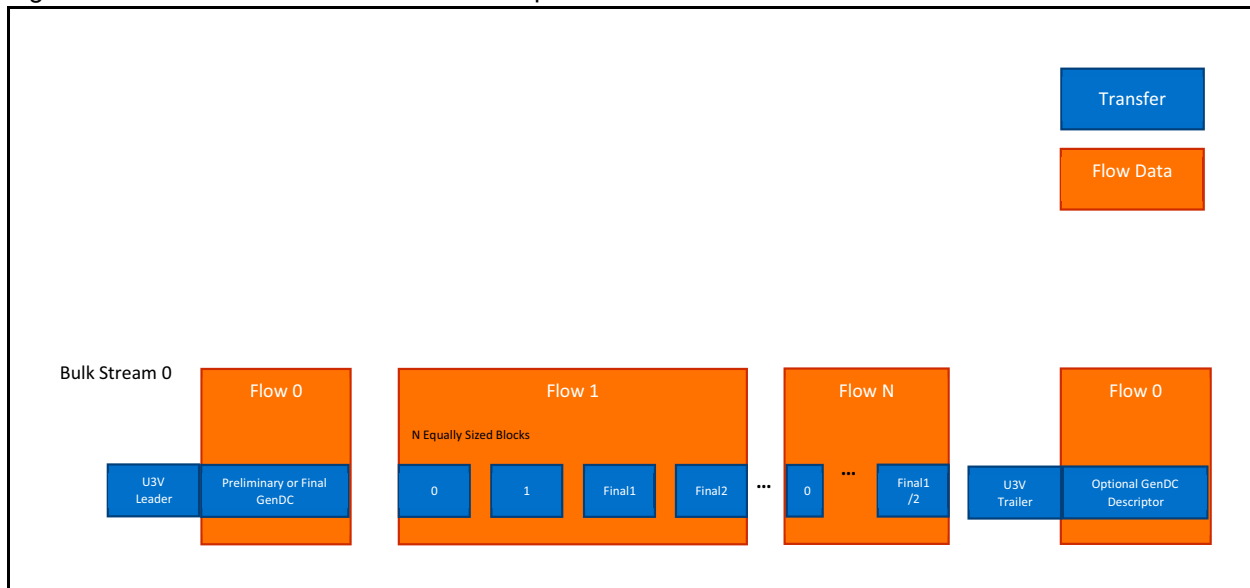 Transfer
Flow Data
Bulk Stream 0
Flow 0
Flow 1
Flow N
Flow 0
N Equally Sized Blocks
U3V
Leader
Preliminary or Final
GenDC
0
1
Final1
Final2
...
0
...
Final1
/2
U3V
Trailer
Optional GenDC
Descriptor